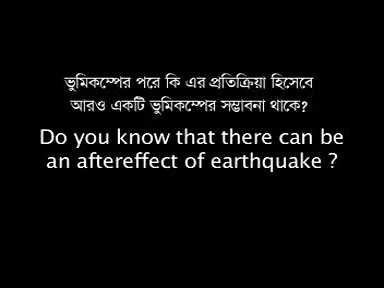 ভুমিকম্পের পরে কি এর প্রতিক্রিয়া হিসেবে
আরও একটি ভুমিকম্পের সম্ভাবনা থাকে?
Do you know that there can be
an aftereffect of earthquake ?